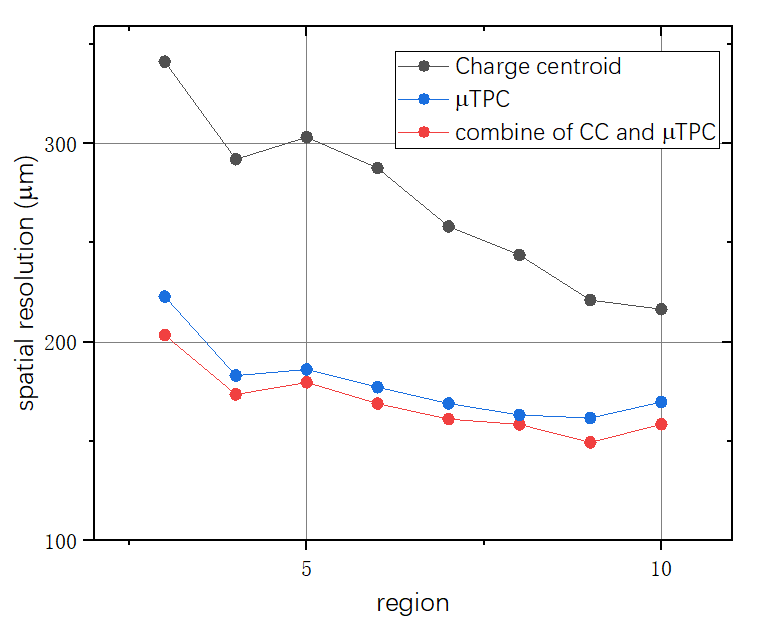 Charge centroid
μTPC
combine of CC and μTPC
300
200
100
5
10
spatial resolution (μm)
region